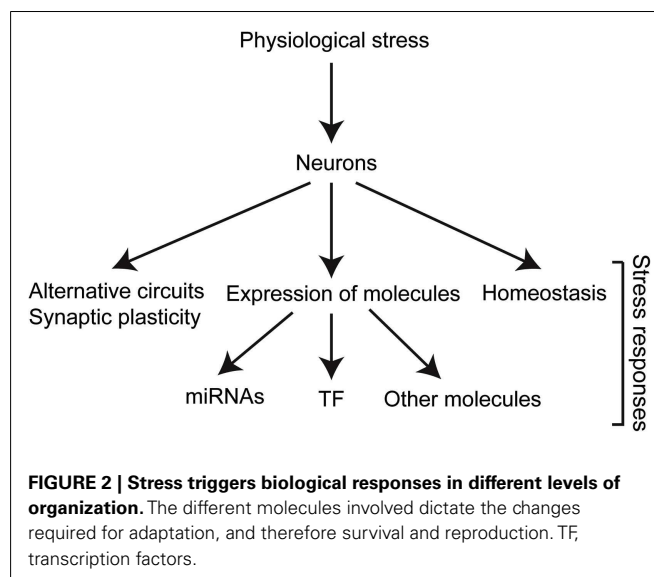 Physiological stress
Neurons
Alternative circuits
Synaptic plasticity
Expression of molecules
Homeostasis
miRNAs
TF
Other molecules
Stress responses
FIGURE 2 | Stress triggers biological responses in different levels of
organization. The different molecules involved dictate the changes
required for adaptation, and therefore survival and reproduction. TF,
transcription factors.